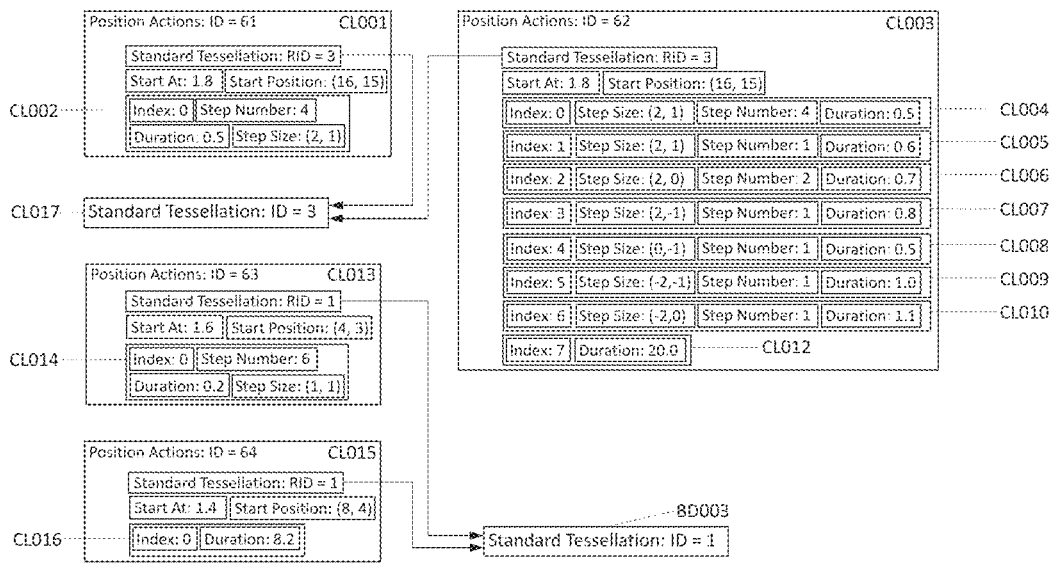 Position Actions: ID = 61 CL001
Standard Tessellation: RID = 3
Start At: 1.8 Start Position: (16, 15)
CL002 Index: 0 Step Number: 4
Duration: 0.5 Step Size: (2, 1)
CL017 Standard Tessellation: ID = 3
Position Actions: ID = 62 CL003
Standard Tessellation: RID = 3
Start At: 1.8 Start Position: (16, 15)
Index: 0 Step Size: (2, 1) Step Number: 4 Duration: 0.5 CL004
Index: 1 Step Size: (2, 1) Step Number: 1 Duration: 0.6 CL005
Index: 2 Step Size: (2, 0) Step Number: 2 Duration: 0.7 CL006
Index: 3 Step Size: (2,-1) Step Number: 1 Duration: 0.8 CL007
Index: 4 Step Size: (0,-1) Step Number: 1 Duration: 0.5 CL008
Index: 5 Step Size: (-2,-1) Step Number: 1 Duration: 1.0 CL009
Index: 6 Step Size: (-2,0) Step Number: 1 Duration: 1.1 CL010
Index: 7 Duration: 20.0 CL012
Position Actions: ID = 63 CL013
Standard Tessellation: RID = 1
Start At: 1.6 Start Position: (4, 3)
CL014 Index: 0 Step Number: 6
Duration: 0.2 Step Size: (1, 1)
Position Actions: ID = 64 CL015
Standard Tessellation: RID = 1
Start At: 1.4 Start Position: (8, 4)
CL016 Index: 0 Duration: 8.2
BD003
Standard Tessellation: ID = 1